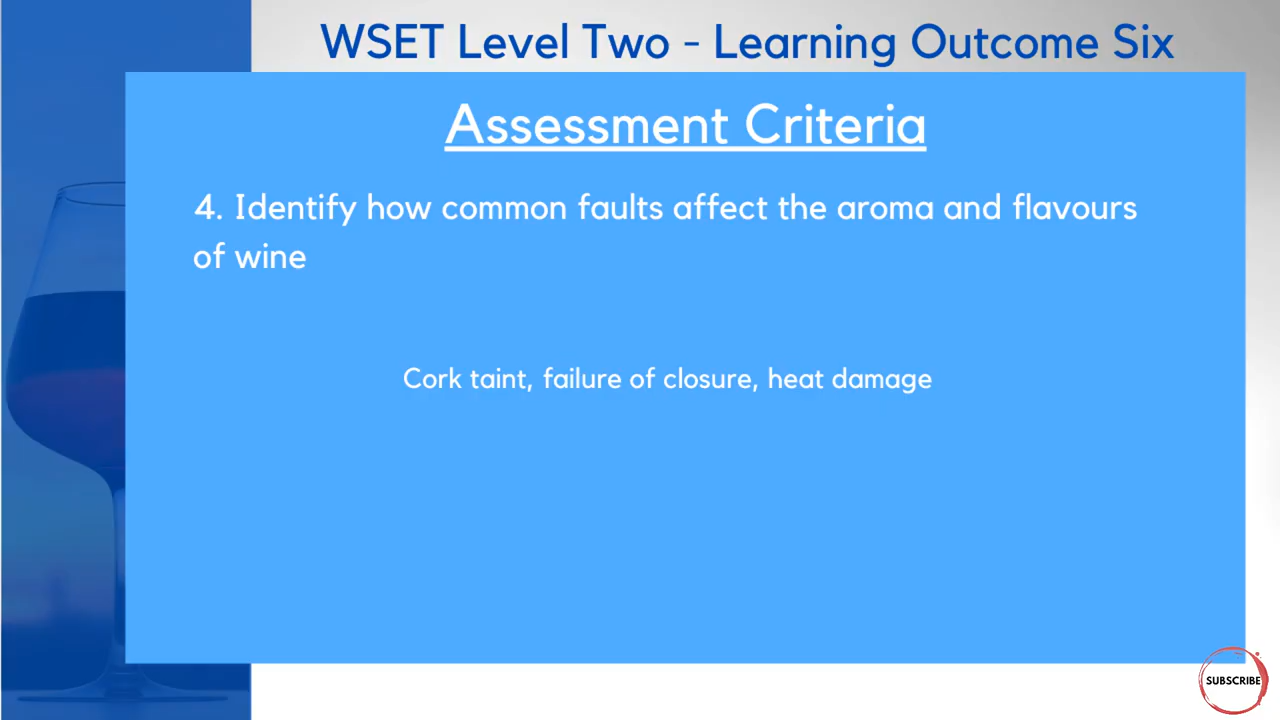 WSET Level Two - Learning Outcome Six
Assessment Criteria
4. Identify how common faults affect the aroma and flavours
of wine
Cork taint, failure of closure, heat damage
SUBSCRIBE